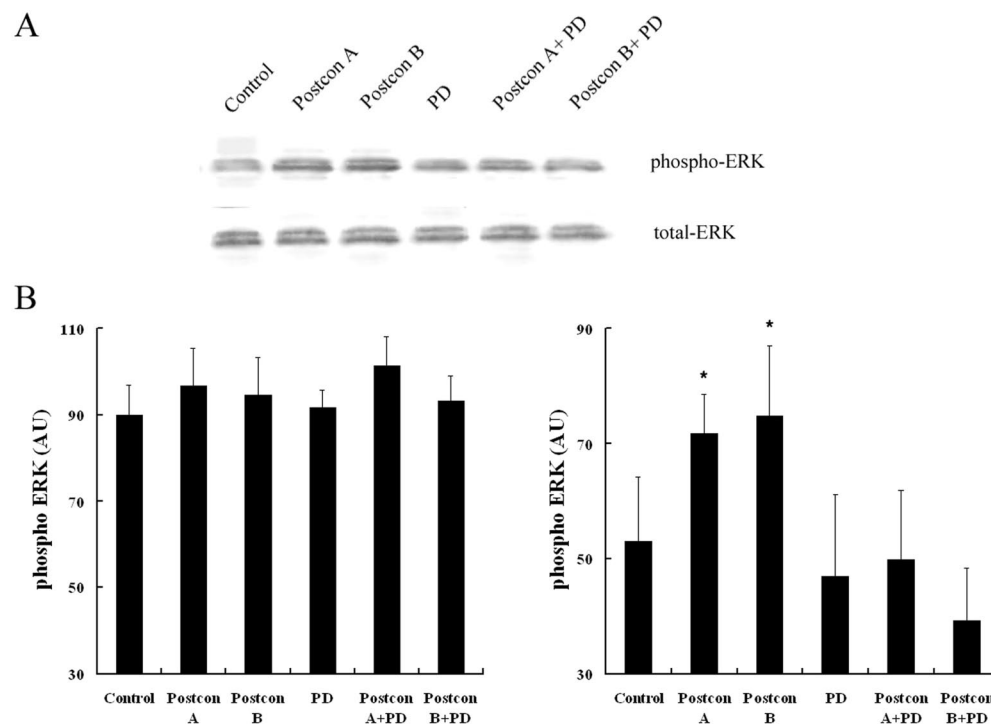 A
Control
Postcon A
Postcon B
PD
Postcon A+ PD
Postcon B+ PD
phospho-ERK
total-ERK
B
phospho ERK (AU)
110
90
70
50
30
Control
Postcon A
Postcon B
PD
Postcon A+PD
Postcon B+PD
phospho ERK (AU)
90
70
50
30
*
*
Control
Postcon A
Postcon B
PD
Postcon A+PD
Postcon B+PD